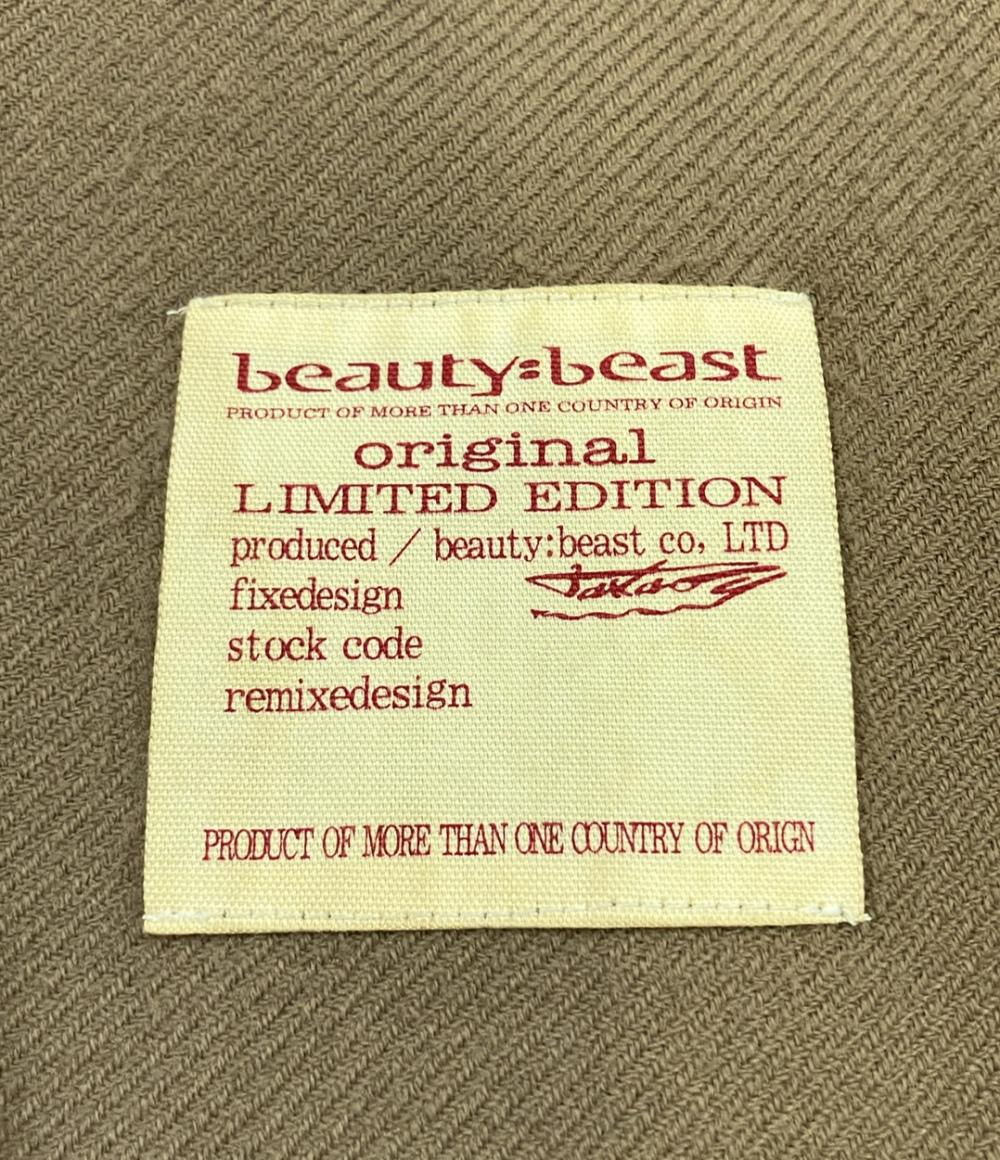 beauty:beast
PRODUCT OF MORE THAN ONE COUNTRY OF ORIGIN
original
LIMITED EDITION
produced / beauty:beast co, LTD
fixedesign
stock code
remixedesign
PRODUCT OF MORE THAN ONE COUNTRY OF ORIGN